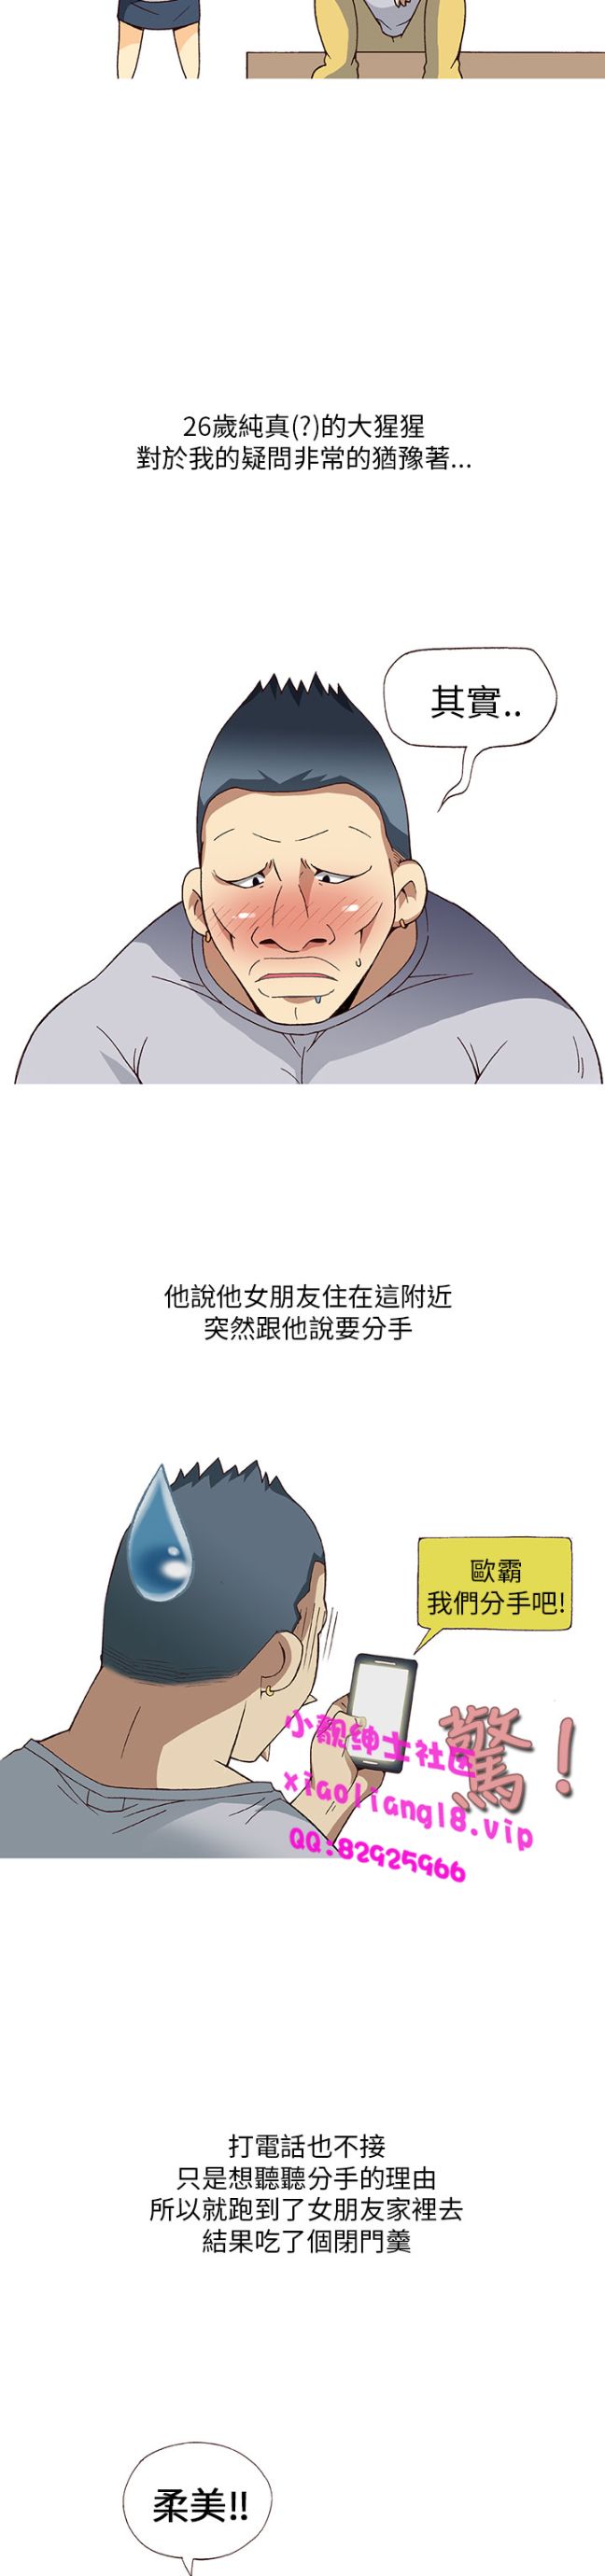 26歲純真(?)的大猩猩
對於我的疑問非常的猶豫著...
其實..
他說他女朋友住在這附近
突然跟他說要分手
歐霸
我們分手吧!
驚!
小靓绅士社区
xiaoliang18.vip
QQ:82925966
打電話也不接
只是想聽聽分手的理由
所以就跑到了女朋友家裡去
結果吃了個閉門羹
柔美!!